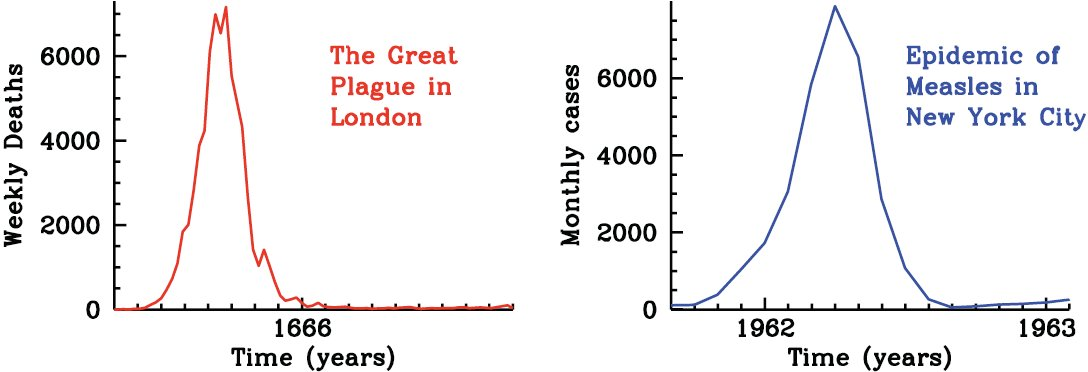 The Great
Plague in
London
Weekly Deaths
6000
4000
2000
0
1666
Time (years)
Epidemic of
Measles in
New York City
Monthly cases
6000
4000
2000
0
1962
1963
Time (years)